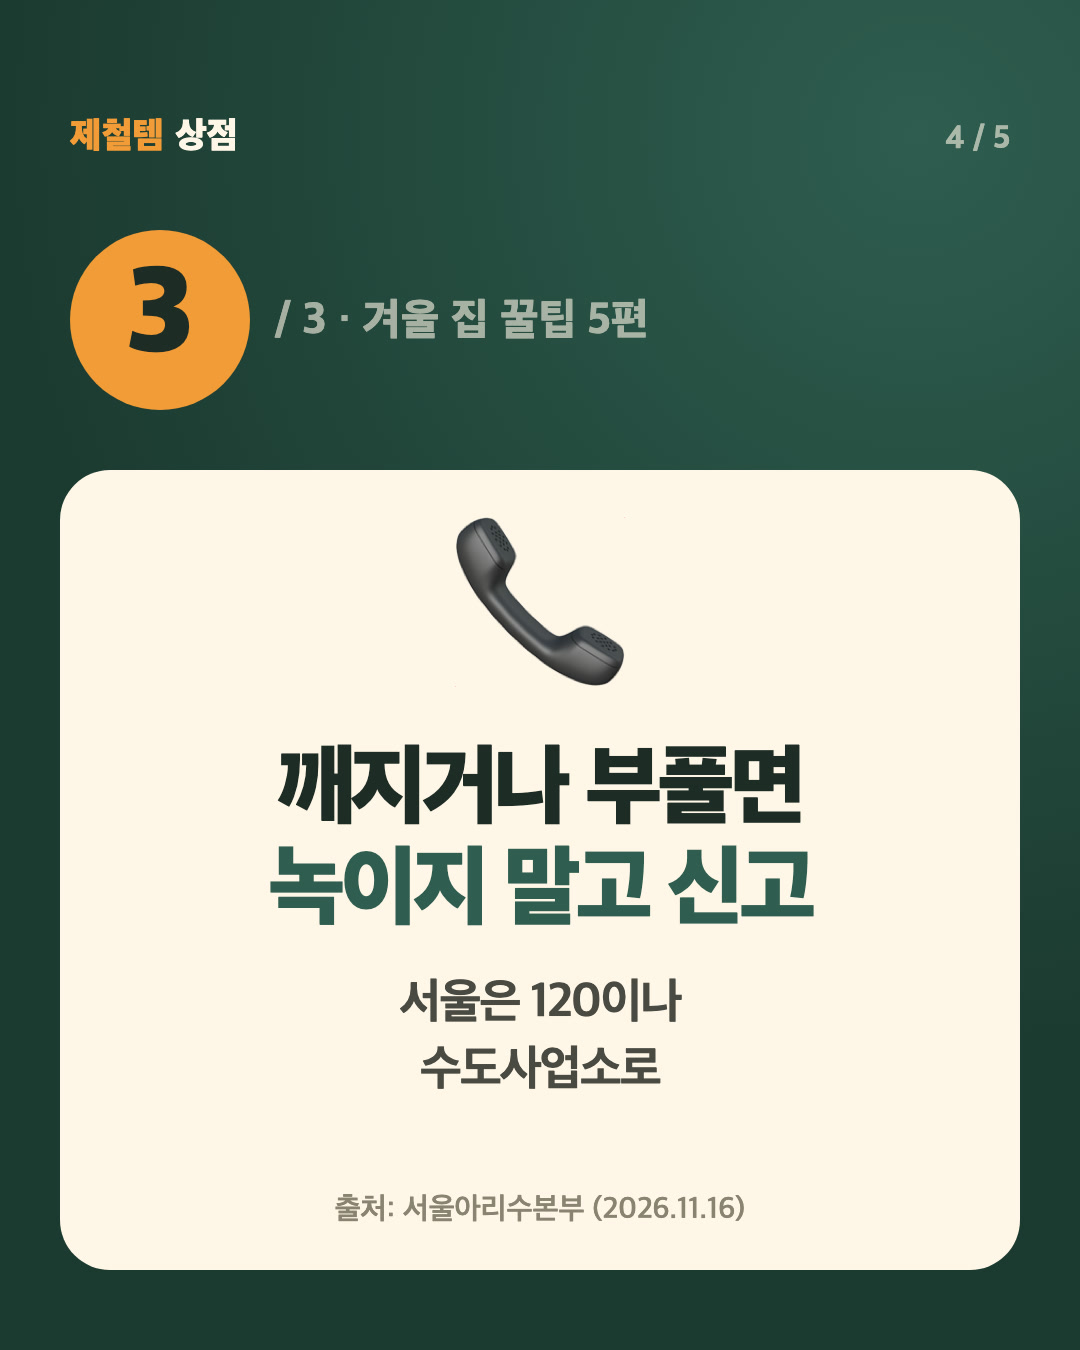 제철템 상점
4 / 5
3 / 3 · 겨울 집 꿀팁 5편
깨지거나 부풀면
녹이지 말고 신고
서울은 120이나
수도사업소로
출처: 서울아리수본부 (2026.11.16)